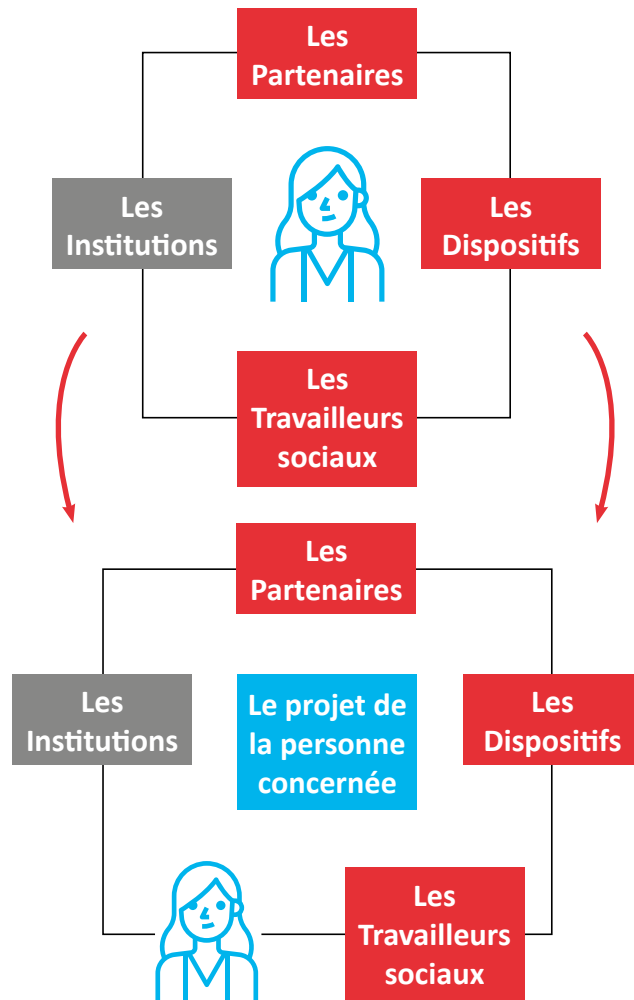 Les
Partenaires
Les
Institutions
Les
Dispositifs
Les
Travailleurs
sociaux
Les
Partenaires
Les
Institutions
Le projet de
la personne
concernée
Les
Dispositifs
Les
Travailleurs
sociaux